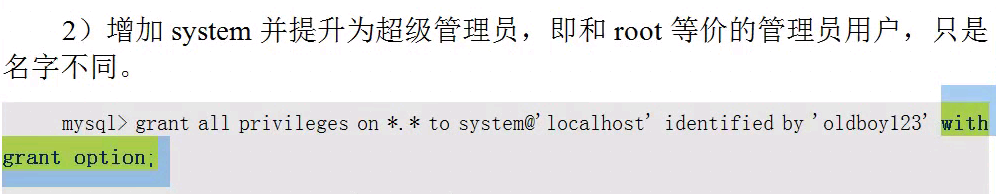 2）增加 system 并提升为超级管理员，即和 root 等价的管理员用户，只是
名字不同。
mysql> grant all privileges on *.* to system@'localhost' identified by 'oldboy123' with
grant option;